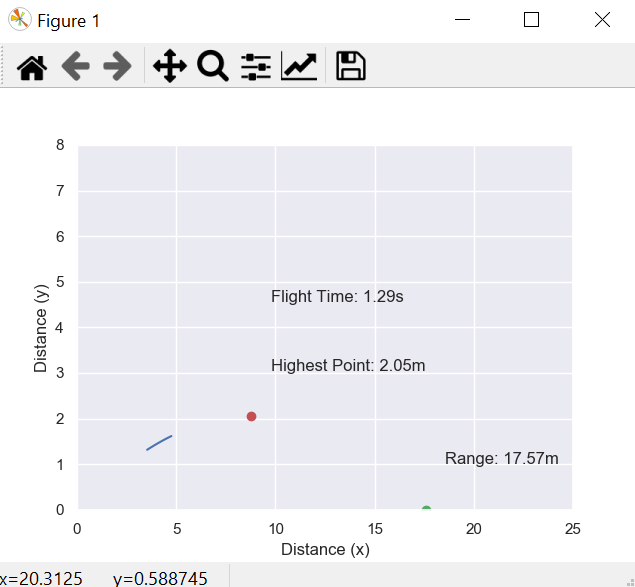 Figure 1
8
7
6
5
4
3
2
1
0
Distance (y)
Flight Time: 1.29s
Highest Point: 2.05m
Range: 17.57m
0 5 10 15 20 25
Distance (x)
x=20.3125 y=0.588745